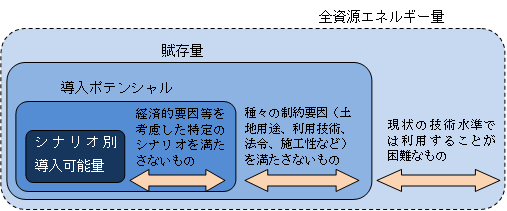 全資源エネルギー量
賦存量
導入ポテンシャル
シナリオ別
導入可能量
経済的要因等を
考慮した特定の
シナリオを満た
さないもの
種々の制約要因（土
地用途、利用技術、
法令、施工性など）
を満たさないもの
現状の技術水準で
は利用することが
困難なもの